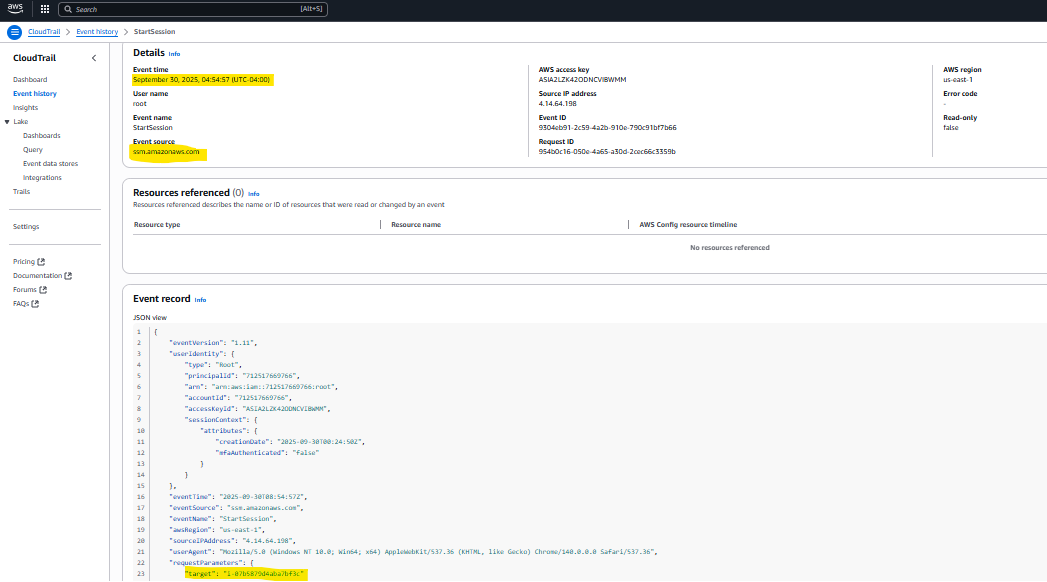 aws
Search [Alt+S]
CloudTrail > Event history > StartSession
CloudTrail
Dashboard
Event history
Insights
Lake
Dashboards
Query
Event data stores
Integrations
Trails
Settings
Pricing
Documentation
Forums
FAQs
Details Info
Event time
September 30, 2025, 04:54:57 (UTC-04:00)
User name
root
Event name
StartSession
Event source
ssm.amazonaws.com
AWS access key
ASIA2LZK42ODNCVIBWMM
Source IP address
4.14.64.198
Event ID
9304eb91-2c59-4a2b-910e-790c91bf7b66
Request ID
954b0c16-050e-4a65-a30d-2cec66c3359b
AWS region
us-east-1
Error code
-
Read-only
false
Resources referenced (0) Info
Resources referenced describes the name or ID of resources that were read or changed by an event
Resource type Resource name AWS Config resource timeline
No resources referenced
Event record Info
JSON view
1 {
2 "eventVersion": "1.11",
3 "userIdentity": {
4 "type": "Root",
5 "principalId": "712517669766",
6 "arn": "arn:aws:iam::712517669766:root",
7 "accountId": "712517669766",
8 "accessKeyId": "ASIA2LZK42ODNCVIBWMM",
9 "sessionContext": {
10 "attributes": {
11 "creationDate": "2025-09-30T00:24:50Z",
12 "mfaAuthenticated": "false"
13 }
14 }
15 },
16 "eventTime": "2025-09-30T08:54:57Z",
17 "eventSource": "ssm.amazonaws.com",
18 "eventName": "StartSession",
19 "awsRegion": "us-east-1",
20 "sourceIPAddress": "4.14.64.198",
21 "userAgent": "Mozilla/5.0 (Windows NT 10.0; Win64; x64) AppleWebKit/537.36 (KHTML, like Gecko) Chrome/140.0.0.0 Safari/537.36",
22 "requestParameters": {
23 "target": "i-07b5879d4aba7bf3c"